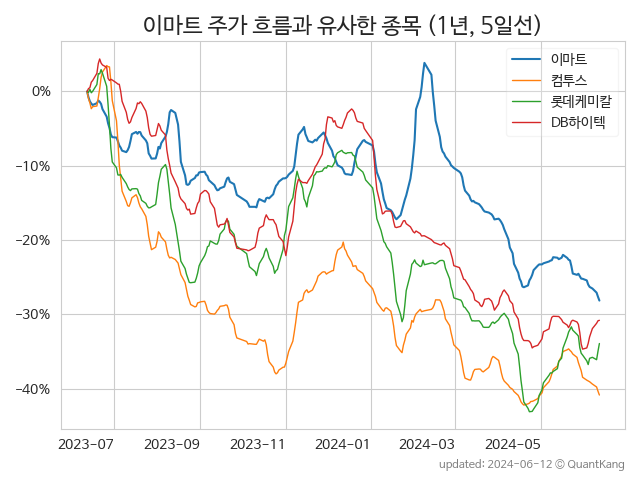 이마트 주가 흐름과 유사한 종목 (1년, 5일선)
이마트
컴투스
롯데케미칼
DB하이텍
0%
−10%
−20%
−30%
−40%
2023-07 2023-09 2023-11 2024-01 2024-03 2024-05
updated: 2024-06-12 © QuantKang